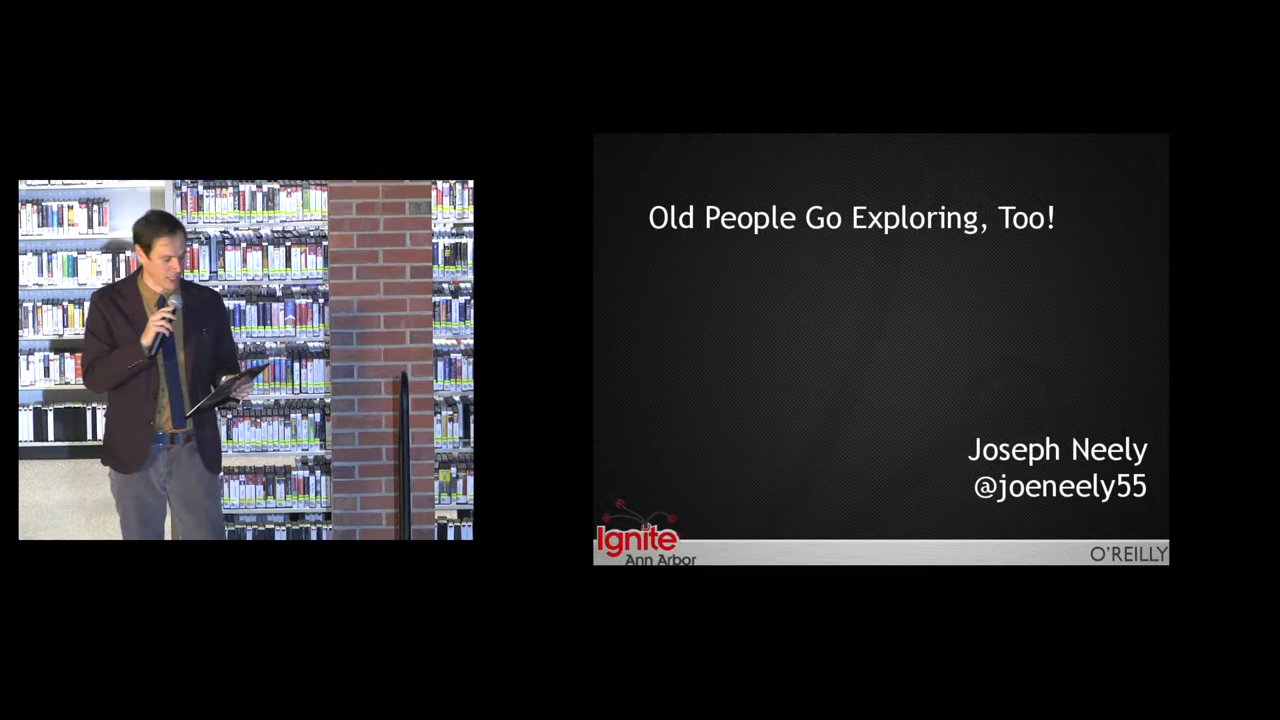 Old People Go Exploring, Too!
Joseph Neely
@joeneely55
Ignite
Ann Arbor
O'REILLY